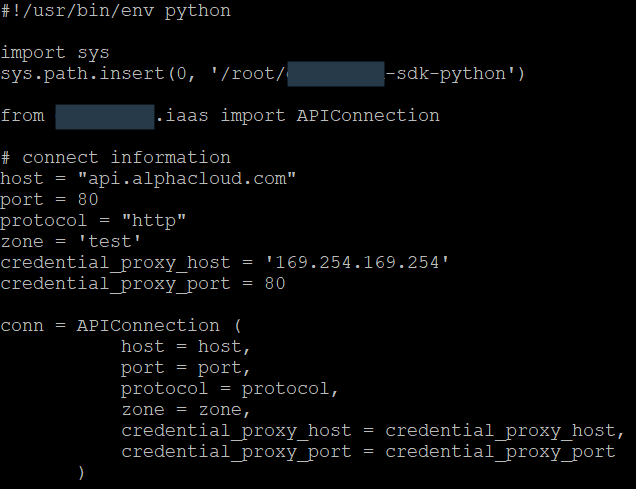 #!/usr/bin/env python
import sys
sys.path.insert(0, '/root/ -sdk-python')
from .iaas import APIConnection
# connect information
host = "api.alphacloud.com"
port = 80
protocol = "http"
zone = 'test'
credential_proxy_host = '169.254.169.254'
credential_proxy_port = 80
conn = APIConnection (
host = host,
port = port,
protocol = protocol,
zone = zone,
credential_proxy_host = credential_proxy_host,
credential_proxy_port = credential_proxy_port
)